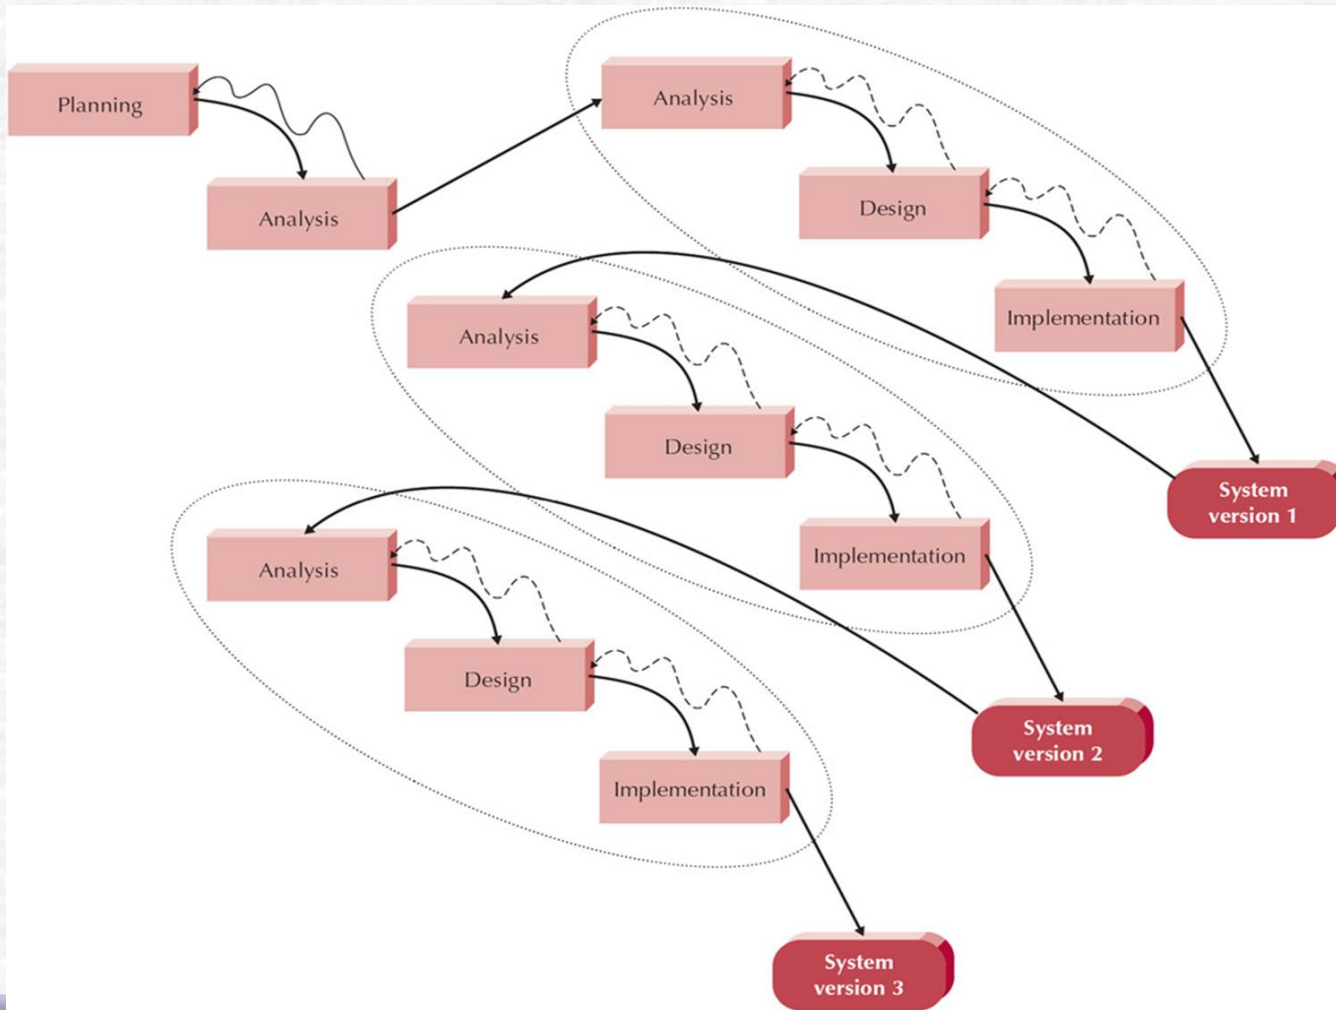 Planning
Analysis
Analysis
Design
Implementation
System
version 1
Analysis
Design
Implementation
System
version 2
Analysis
Design
Implementation
System
version 3